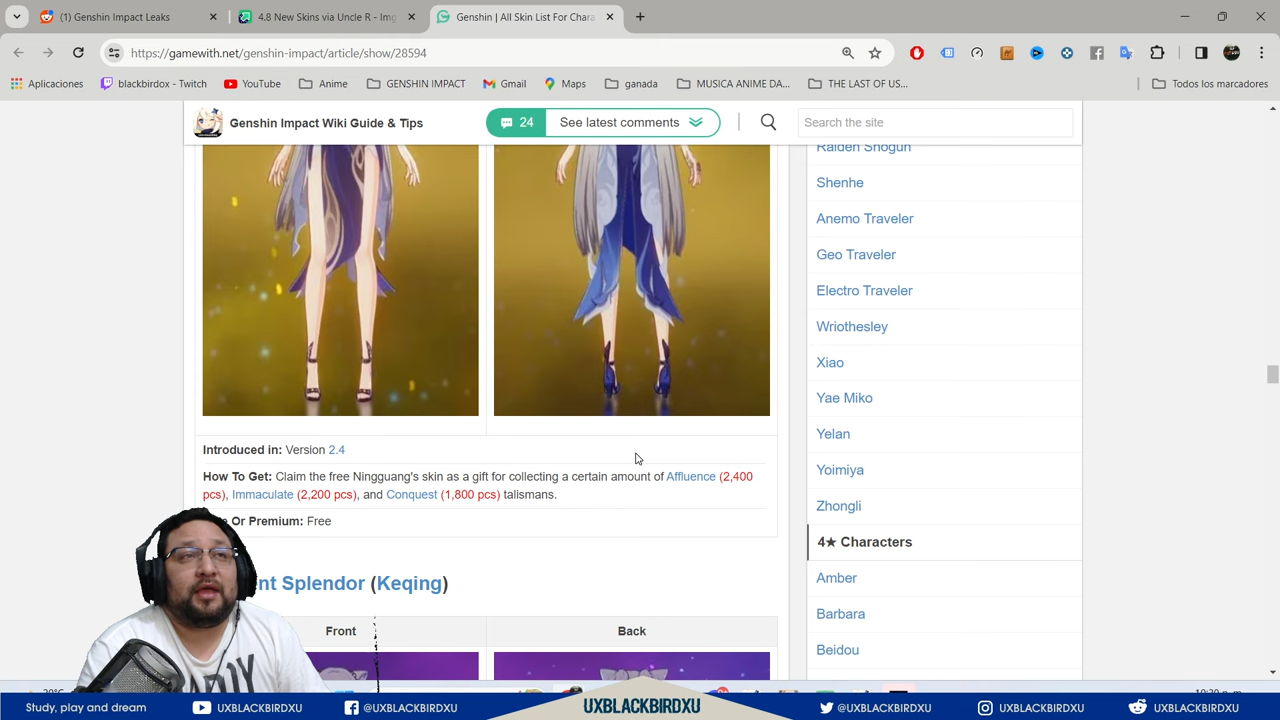 (1) Genshin Impact Leaks
4.8 New Skins via Uncle R - Img
Genshin | All Skin List For Chara
https://gamewith.net/genshin-impact/article/show/28594
Aplicaciones
blackbirdox - Twitch
YouTube
Anime
GENSHIN IMPACT
Gmail
Maps
ganada
MUSICA ANIME DA...
THE LAST OF US...
Todos los marcadores
Genshin Impact Wiki Guide & Tips
24
See latest comments
Search the site
Raiden Shogun
Shenhe
Anemo Traveler
Geo Traveler
Electro Traveler
Wriothesley
Xiao
Yae Miko
Yelan
Yoimiya
Zhongli
4★ Characters
Amber
Barbara
Beidou
Introduced in: Version 2.4
How To Get: Claim the free Ningguang's skin as a gift for collecting a certain amount of Affluence (2,400
pcs), Immaculate (2,200 pcs), and Conquest (1,800 pcs) talismans.
Or Premium: Free
Splendor (Keqing)
Front
Back
Study, play and dream
UXBLACKBIRDXU
@UXBLACKBIRDXU
UXBLACKBIRDXU
@UXBLACKBIRDXU
UXBLACKBIRDXU
UXBLACKBIRDXU